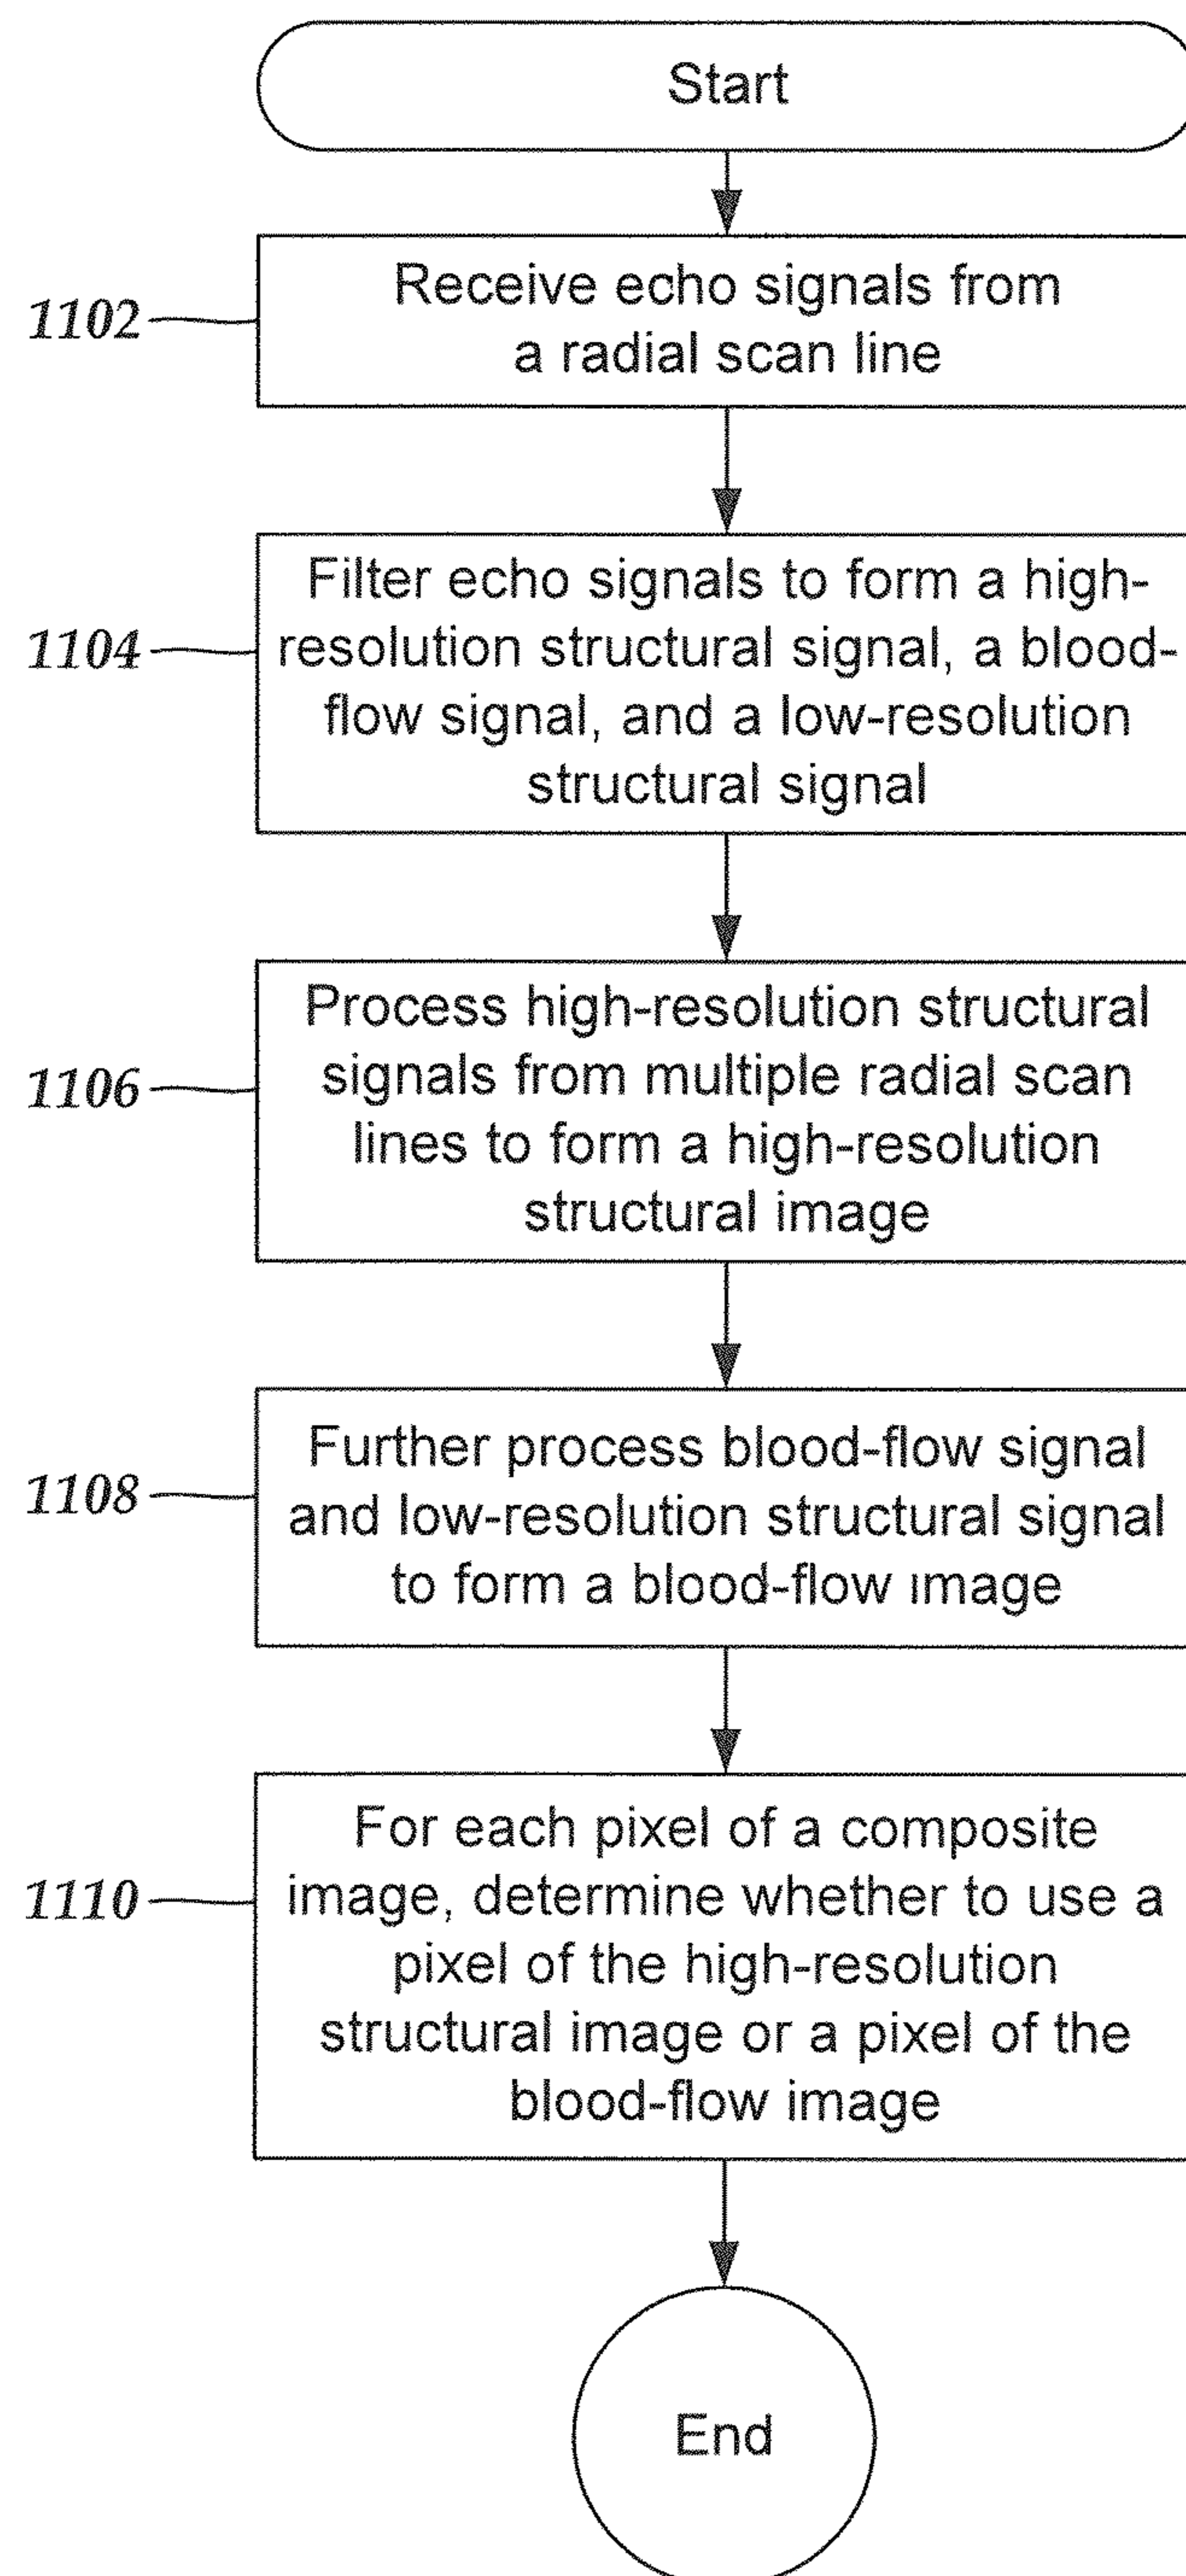 Start
1102
Receive echo signals from
a radial scan line
1104
Filter echo signals to form a high-
resolution structural signal, a blood-
flow signal, and a low-resolution
structural signal
1106
Process high-resolution structural
signals from multiple radial scan
lines to form a high-resolution
structural image
1108
Further process blood-flow signal
and low-resolution structural signal
to form a blood-flow image
1110
For each pixel of a composite
image, determine whether to use a
pixel of the high-resolution
structural image or a pixel of the
blood-flow image
End